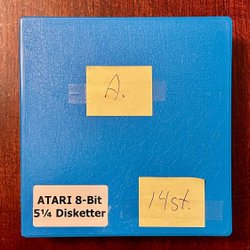 A.
ATARI 8-Bit
5¼ Disketter
14st.